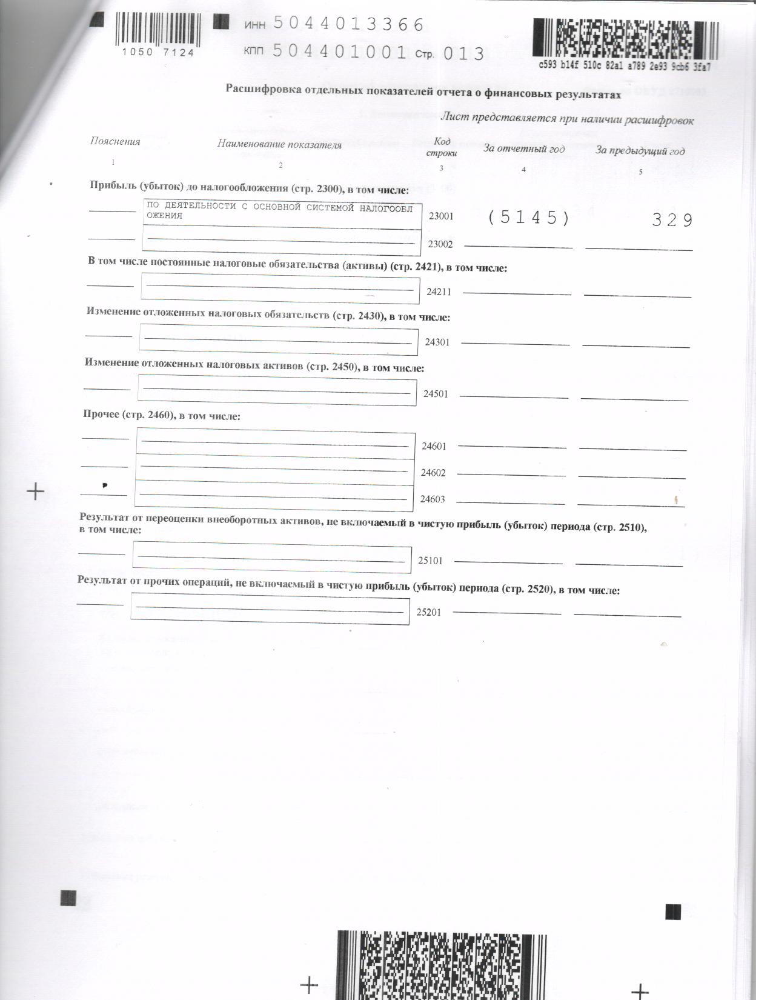 ИНН 5044013366
1050 7124
КПП 504401001 Стр. 013
c593 b14f 510c 82a1 a789 2e93 9cb6 3fa7
Расшифровка отдельных показателей отчета о финансовых результатах
Лист представляется при наличии расшифровок
Пояснения Наименование показателя Код строки За отчетный год За предыдущий год
1 2 3 4 5
Прибыль (убыток) до налогообложения (стр. 2300), в том числе:
ПО ДЕЯТЕЛЬНОСТИ С ОСНОВНОЙ СИСТЕМОЙ НАЛОГООБЛ
ОЖЕНИЯ
23001 (5145) 329
23002
В том числе постоянные налоговые обязательства (активы) (стр. 2421), в том числе:
24211
Изменение отложенных налоговых обязательств (стр. 2430), в том числе:
24301
Изменение отложенных налоговых активов (стр. 2450), в том числе:
24501
Прочее (стр. 2460), в том числе:
24601
24602
24603
Результат от переоценки внеоборотных активов, не включаемый в чистую прибыль (убыток) периода (стр. 2510),
в том числе:
25101
Результат от прочих операций, не включаемый в чистую прибыль (убыток) периода (стр. 2520), в том числе:
25201